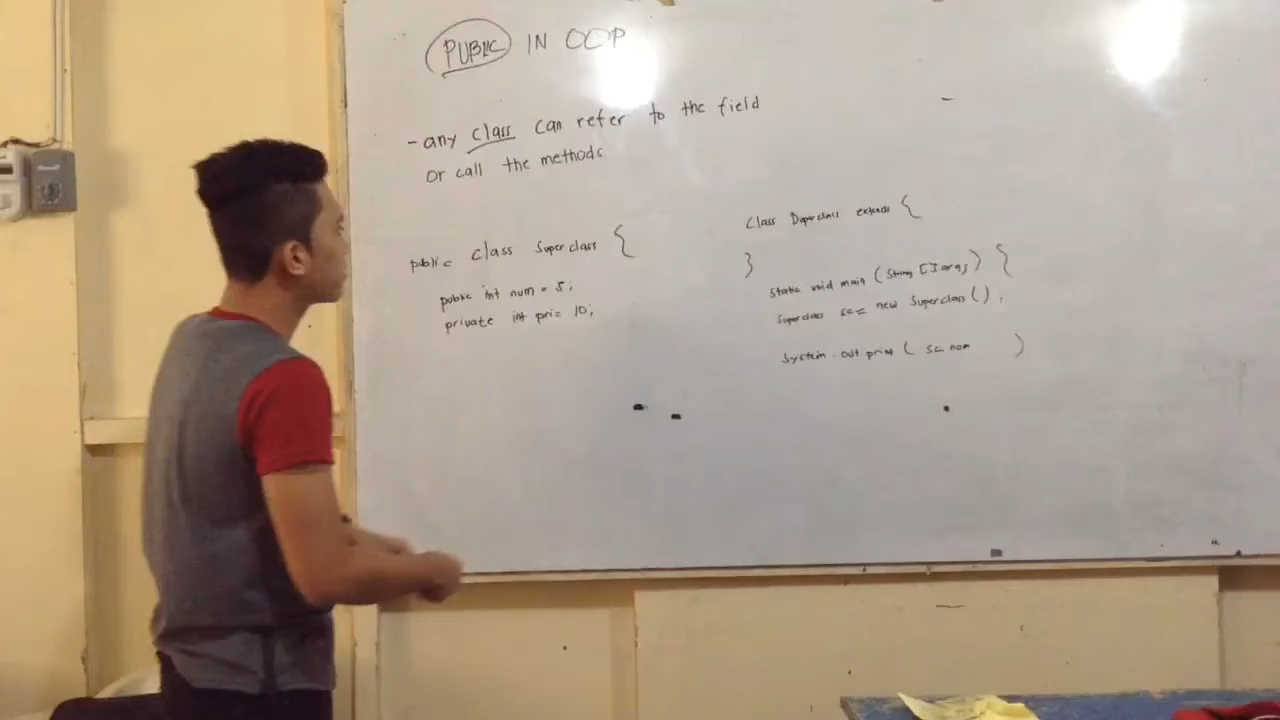 PUBLIC IN OOP
- any class can refer to the field
or call the methods
public class Superclass {
public int num = 5;
private int pri= 10;
Class Duperclass extends {
}
Static void main (String []args) {
Superclass sc= new Superclass();
System.out.print ( sc num )